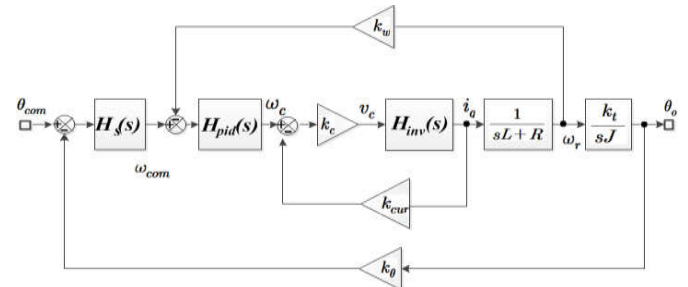 k_w
θ_com
H_s(s)
ω_com
H_pid(s)
ω_c
k_c
v_c
H_inv(s)
i_q
1
sL+R
ω_r
k_t
sJ
θ_o
k_cur
k_θ